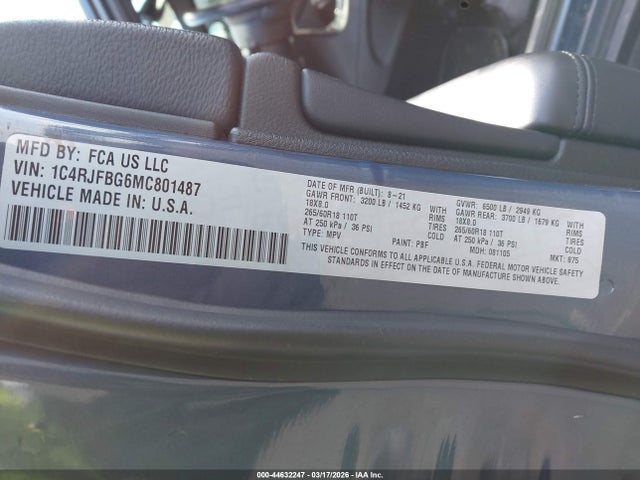 MFD BY: FCA US LLC
VIN: 1C4RJFBG6MC801487
VEHICLE MADE IN: U.S.A.
DATE OF MFR (BUILT): 8-21
GAWR FRONT: 3200 LB / 1452 KG
18X8.0 RIMS
265/60R18 110T TIRES
AT 250 kPa / 36 PSI COLD
TYPE: MPV PAINT: PBF
GVWR: 6500 LB / 2949 KG
GAWR REAR: 3700 LB / 1679 KG
18X8.0 RIMS
265/60R18 110T TIRES
AT 250 kPa / 36 PSI COLD
MDH: 081105 MKT: 875
THIS VEHICLE CONFORMS TO ALL APPLICABLE U.S.A. FEDERAL MOTOR VEHICLE SAFETY
STANDARDS IN EFFECT ON THE DATE OF MANUFACTURE SHOWN ABOVE.
000-44632247 - 03/17/2026 - IAAI, Inc.